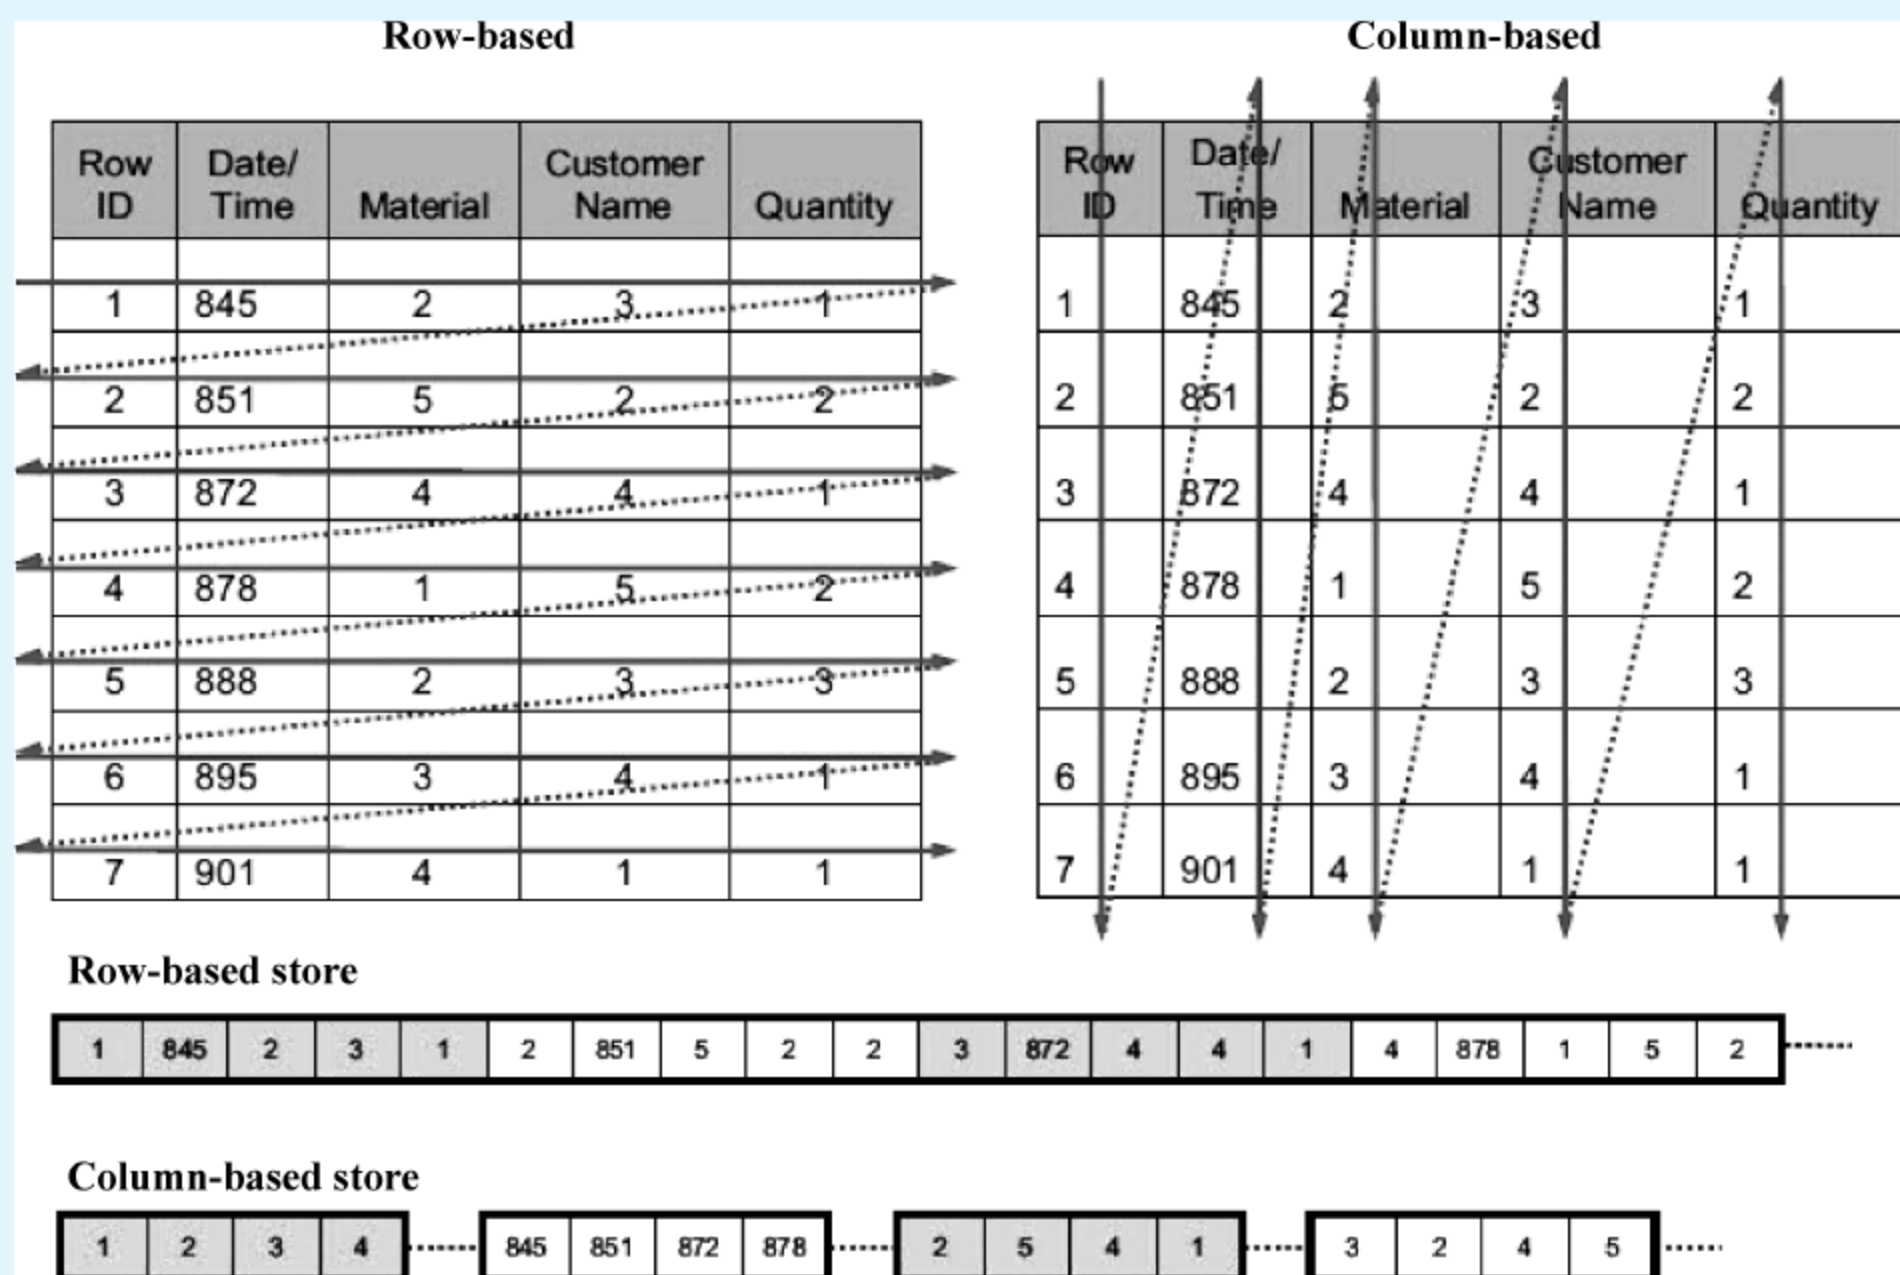 Row-based
Row ID Date/ Time Material Customer Name Quantity
1 845 2 3 1
2 851 5 2 2
3 872 4 4 1
4 878 1 5 2
5 888 2 3 3
6 895 3 4 1
7 901 4 1 1
Column-based
Row ID Date/ Time Material Customer Name Quantity
1 845 2 3 1
2 851 5 2 2
3 872 4 4 1
4 878 1 5 2
5 888 2 3 3
6 895 3 4 1
7 901 4 1 1
Row-based store
1 845 2 3 1 2 851 5 2 2 3 872 4 4 1 4 878 1 5 2
Column-based store
1 2 3 4 845 851 872 878 2 5 4 1 3 2 4 5